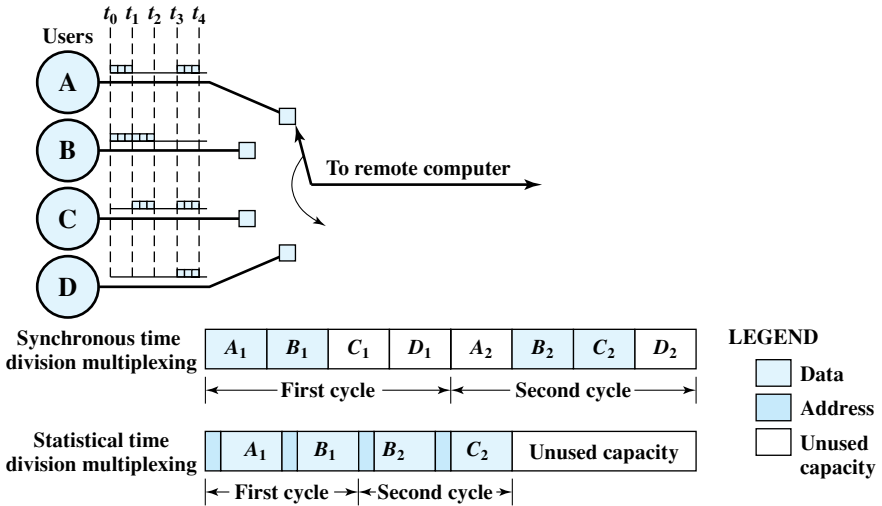 t0 t1 t2 t3 t4
Users
A
B
To remote computer
C
D
Synchronous time
division multiplexing
A1 B1 C1 D1 A2 B2 C2 D2
First cycle Second cycle
LEGEND
Data
Address
Unused
capacity
Statistical time
division multiplexing
A1 B1 B2 C2 Unused capacity
First cycle Second cycle